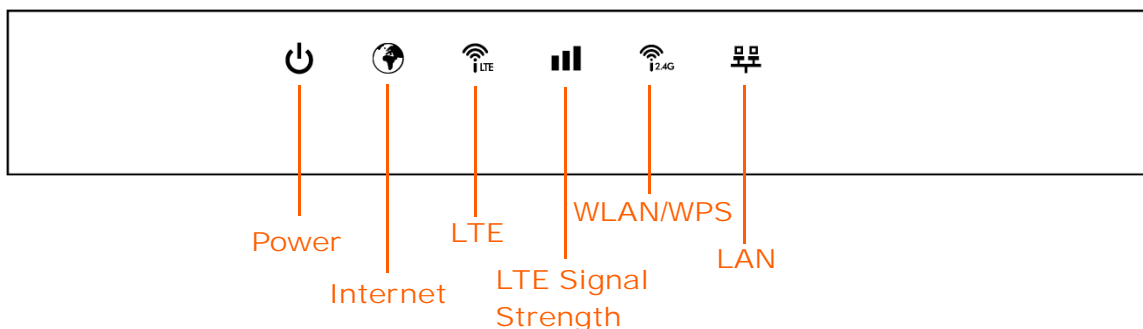 LTE
2.4G
WLAN/WPS
Power
LTE
LAN
Internet
LTE Signal
Strength